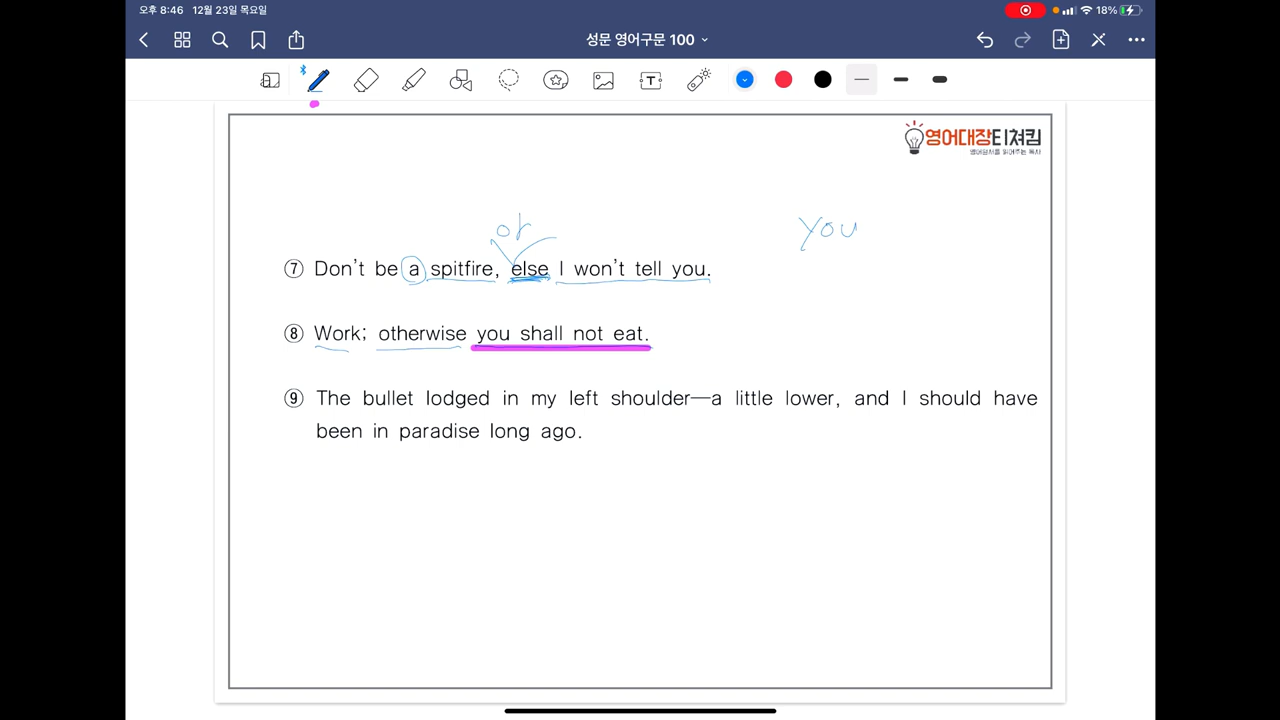 오후 8:46 12월 23일 목요일
18%
성문 영어구문 100
영어대장티쳐킴
or
you
⑦ Don't be a spitfire, else I won't tell you.
⑧ Work; otherwise you shall not eat.
⑨ The bullet lodged in my left shoulder—a little lower, and I should have
been in paradise long ago.